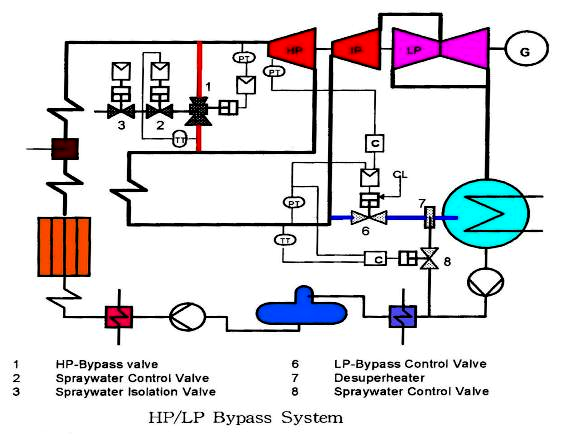 HP
IP
LP
G
PT
PT
1
3
2
TT
C
CL
PT
7
6
TT
C
8
1 HP-Bypass valve
2 Spraywater Control Valve
3 Spraywater Isolation Valve
6 LP-Bypass Control Valve
7 Desuperheater
8 Spraywater Control Valve
HP/LP Bypass System